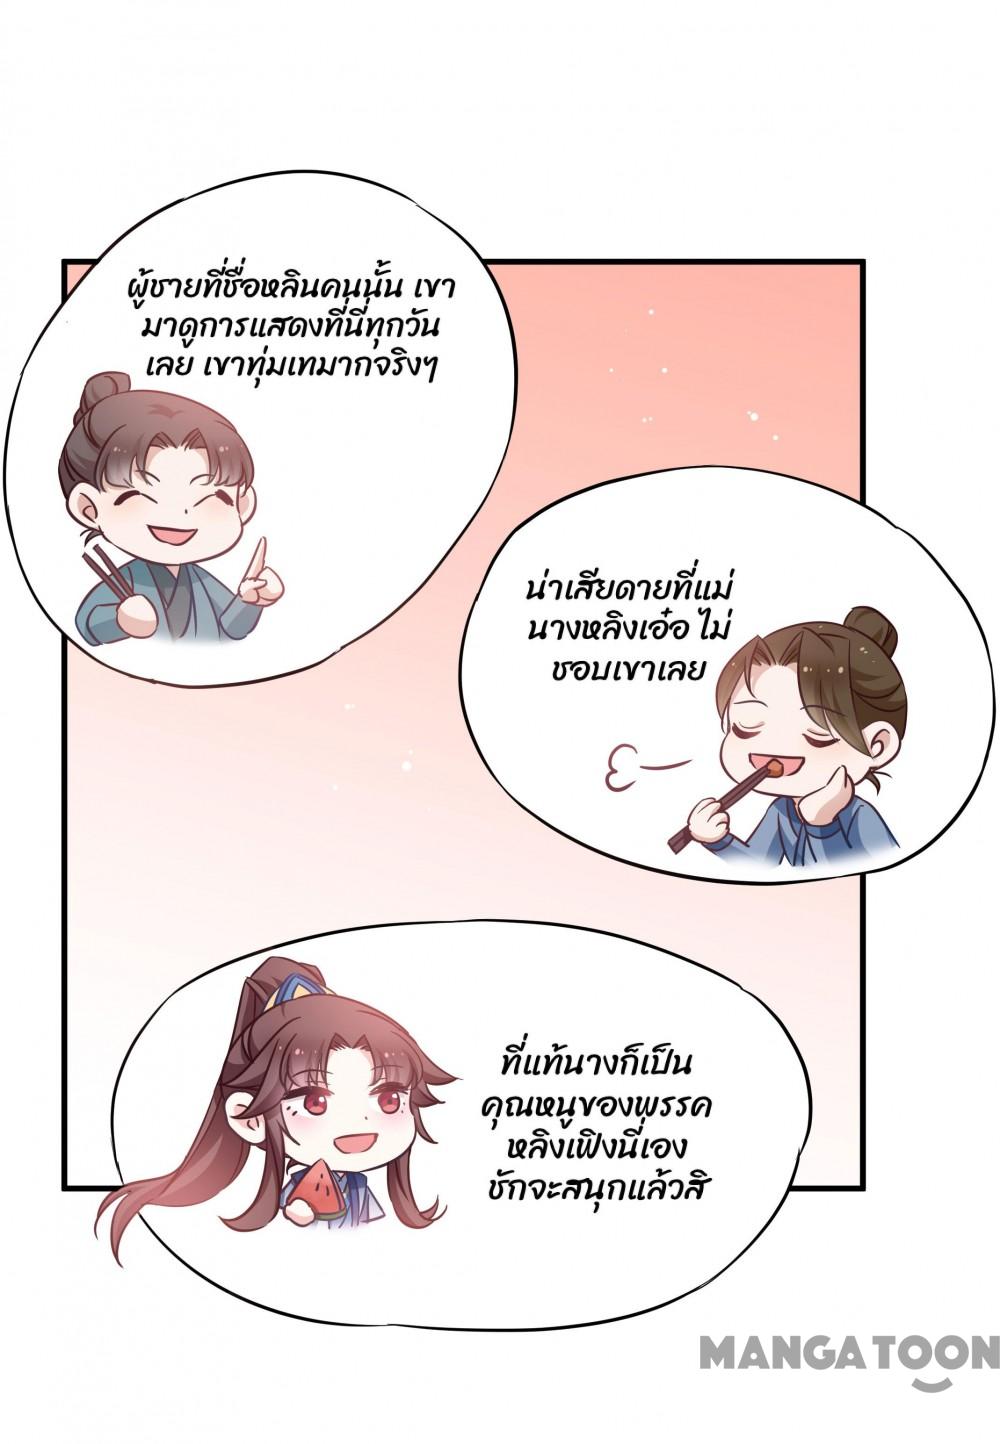 ผู้ชายที่ชื่อหลินคนนั้น เขา
มาดูการแสดงที่นี่ทุกวัน
เลย เขาทุ่มเทมากจริงๆ
น่าเสียดายที่แม่
นางหลิงเอ๋อ ไม่
ชอบเขาเลย
ที่แท้นางก็เป็น
คุณหนูของพรรค
หลิงเฟิงนี่เอง
ชักจะสนุกแล้วสิ
MANGATOON